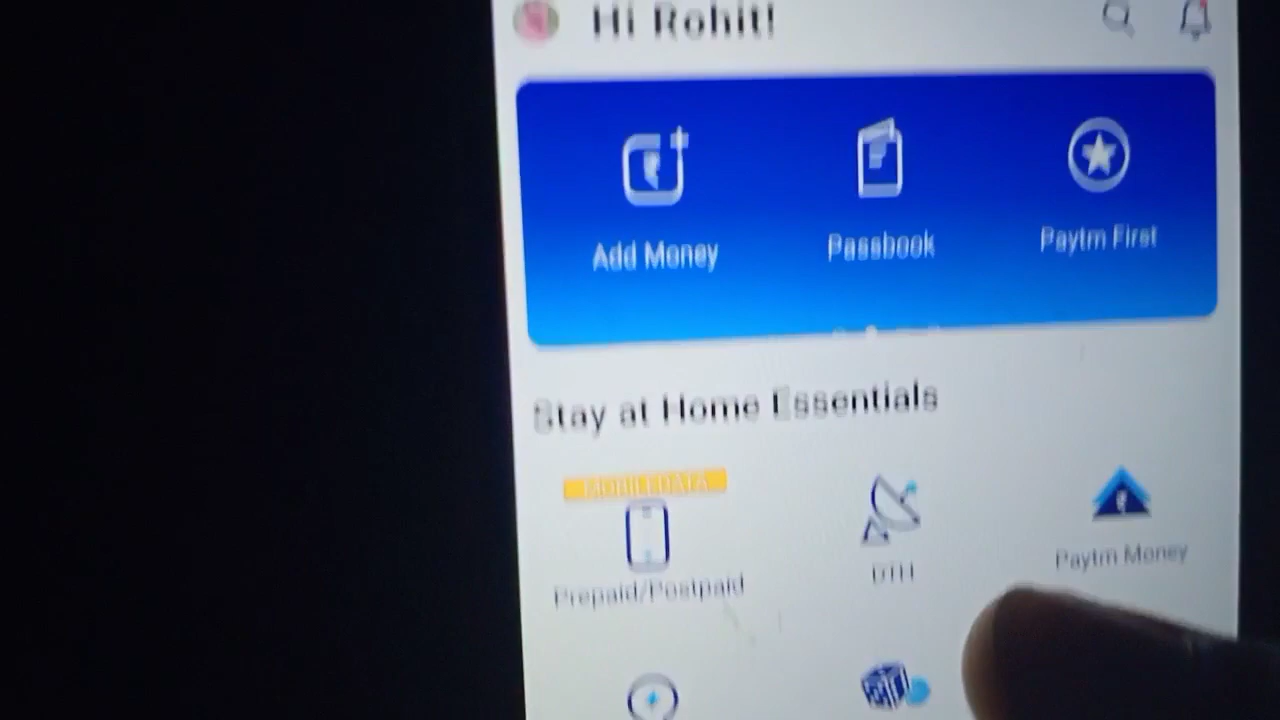 Hi Rohit!
Add Money
Passbook
Paytm First
Stay at Home Essentials
MOBILE DATA
Prepaid/Postpaid
DTH
Paytm Money